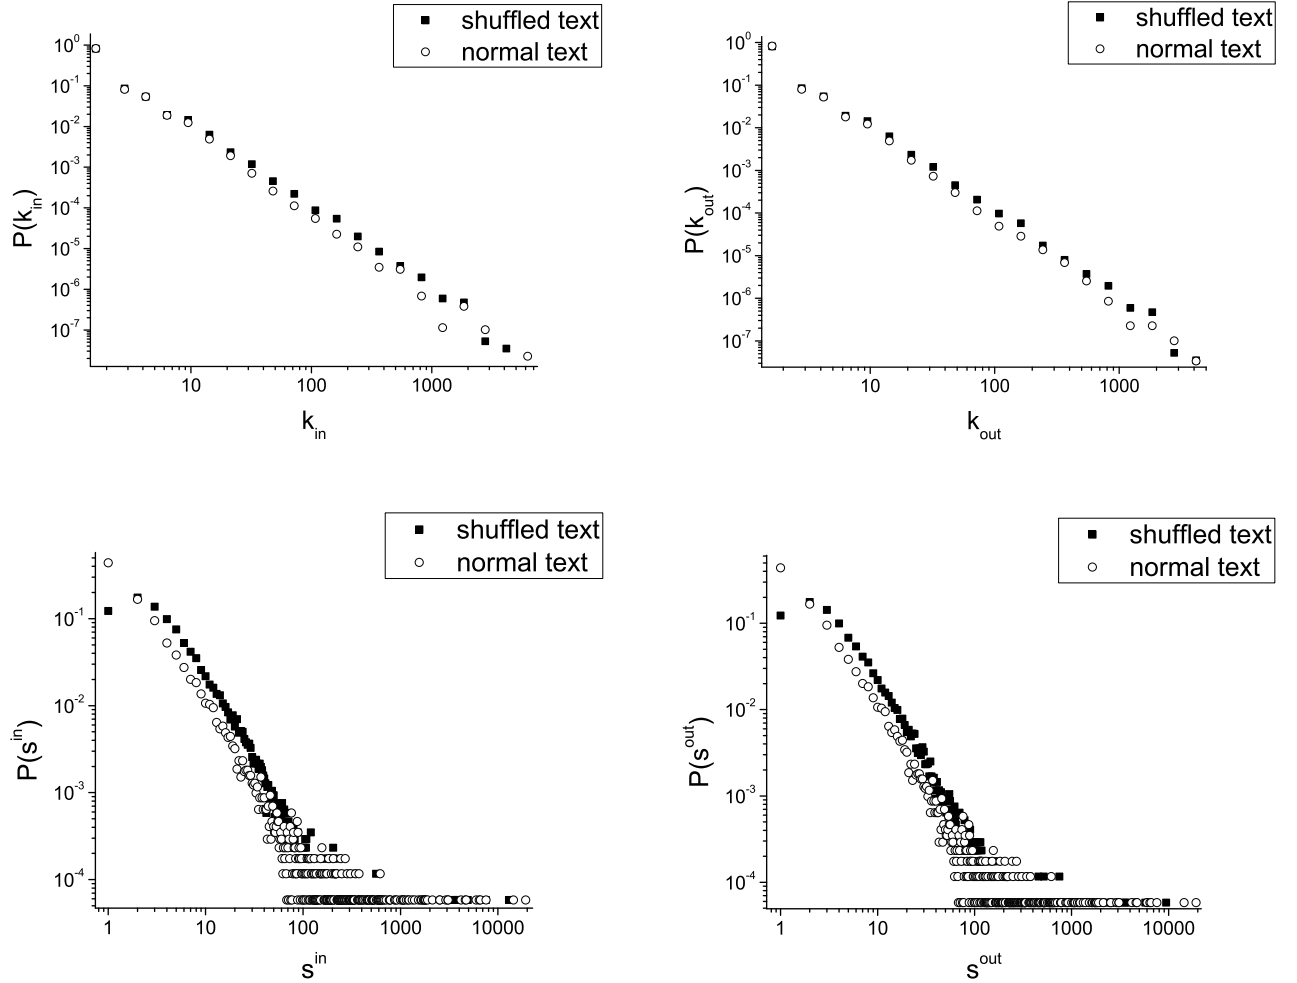 shuffled text
normal text
10^0
10^-1
10^-2
10^-3
10^-4
10^-5
10^-6
10^-7
P(k_in)
10 100 1000
k_in
shuffled text
normal text
10^0
10^-1
10^-2
10^-3
10^-4
10^-5
10^-6
10^-7
P(k_out)
10 100 1000
k_out
shuffled text
normal text
10^-1
10^-2
10^-3
10^-4
P(s^in)
1 10 100 1000 10000
s^in
shuffled text
normal text
10^-1
10^-2
10^-3
10^-4
P(s^out)
1 10 100 1000 10000
s^out